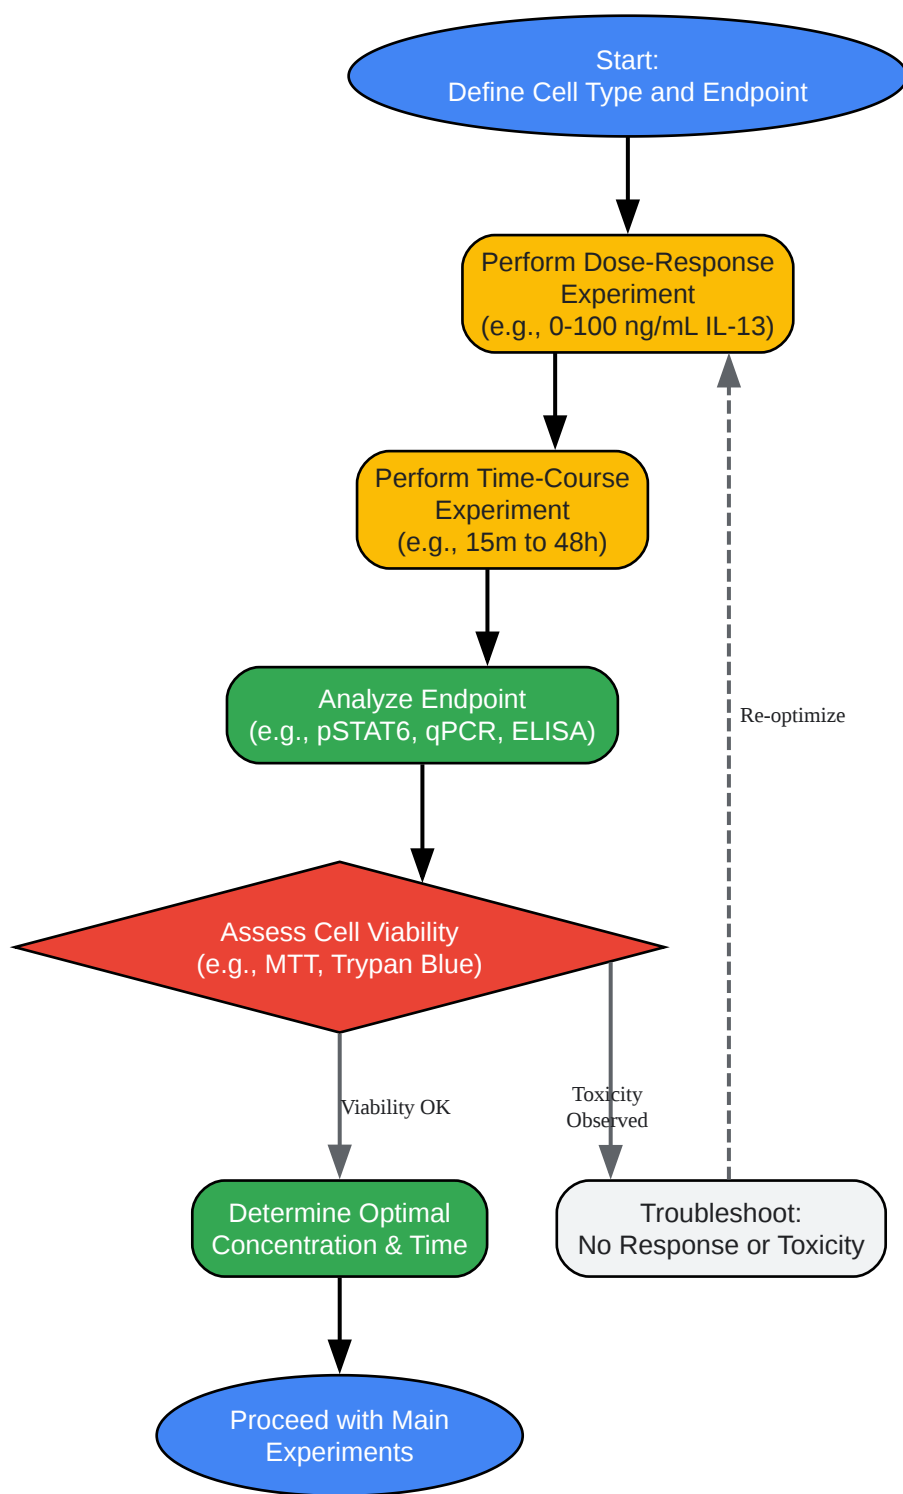 Start:
Define Cell Type and Endpoint
Perform Dose-Response
Experiment
(e.g., 0-100 ng/mL IL-13)
Perform Time-Course
Experiment
(e.g., 15m to 48h)
Analyze Endpoint
(e.g., pSTAT6, qPCR, ELISA)
Re-optimize
Assess Cell Viability
(e.g., MTT, Trypan Blue)
Viability OK
Toxicity
Observed
Determine Optimal
Concentration & Time
Troubleshoot:
No Response or Toxicity
Proceed with Main
Experiments